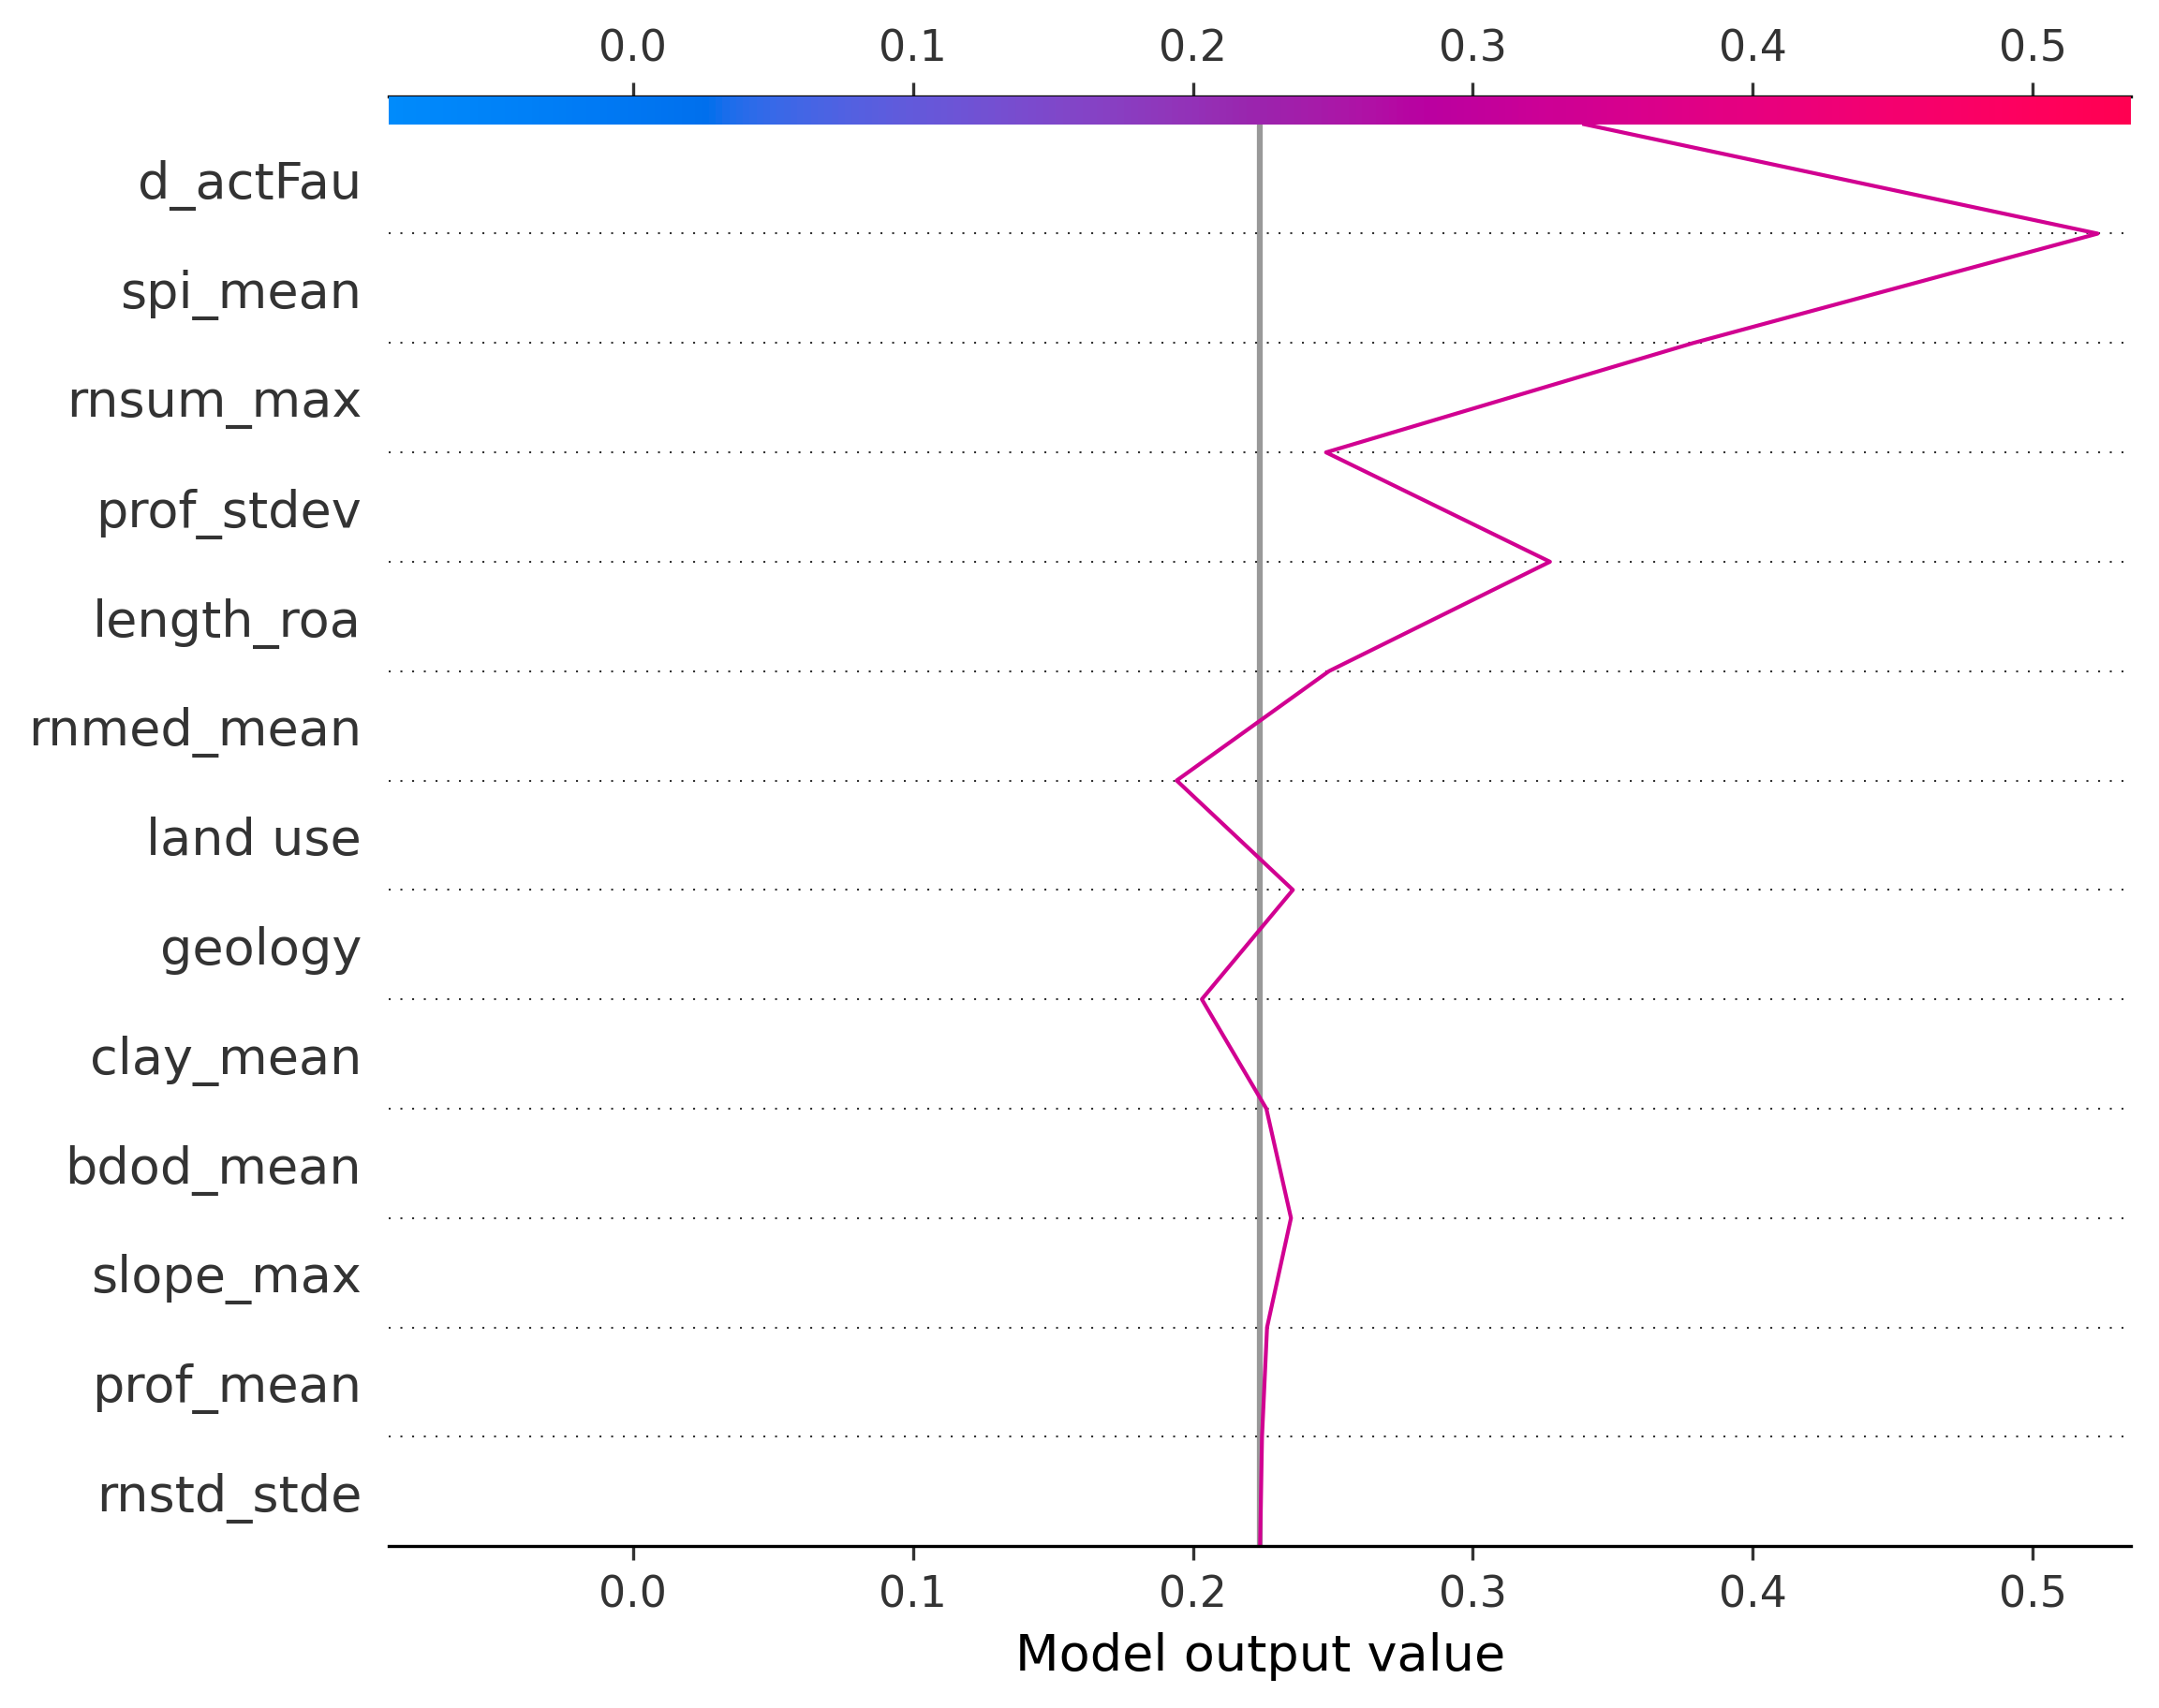 0.0 0.1 0.2 0.3 0.4 0.5
d_actFau
spi_mean
rnsum_max
prof_stdev
length_roa
rnmed_mean
land use
geology
clay_mean
bdod_mean
slope_max
prof_mean
rnstd_stde
0.0 0.1 0.2 0.3 0.4 0.5
Model output value